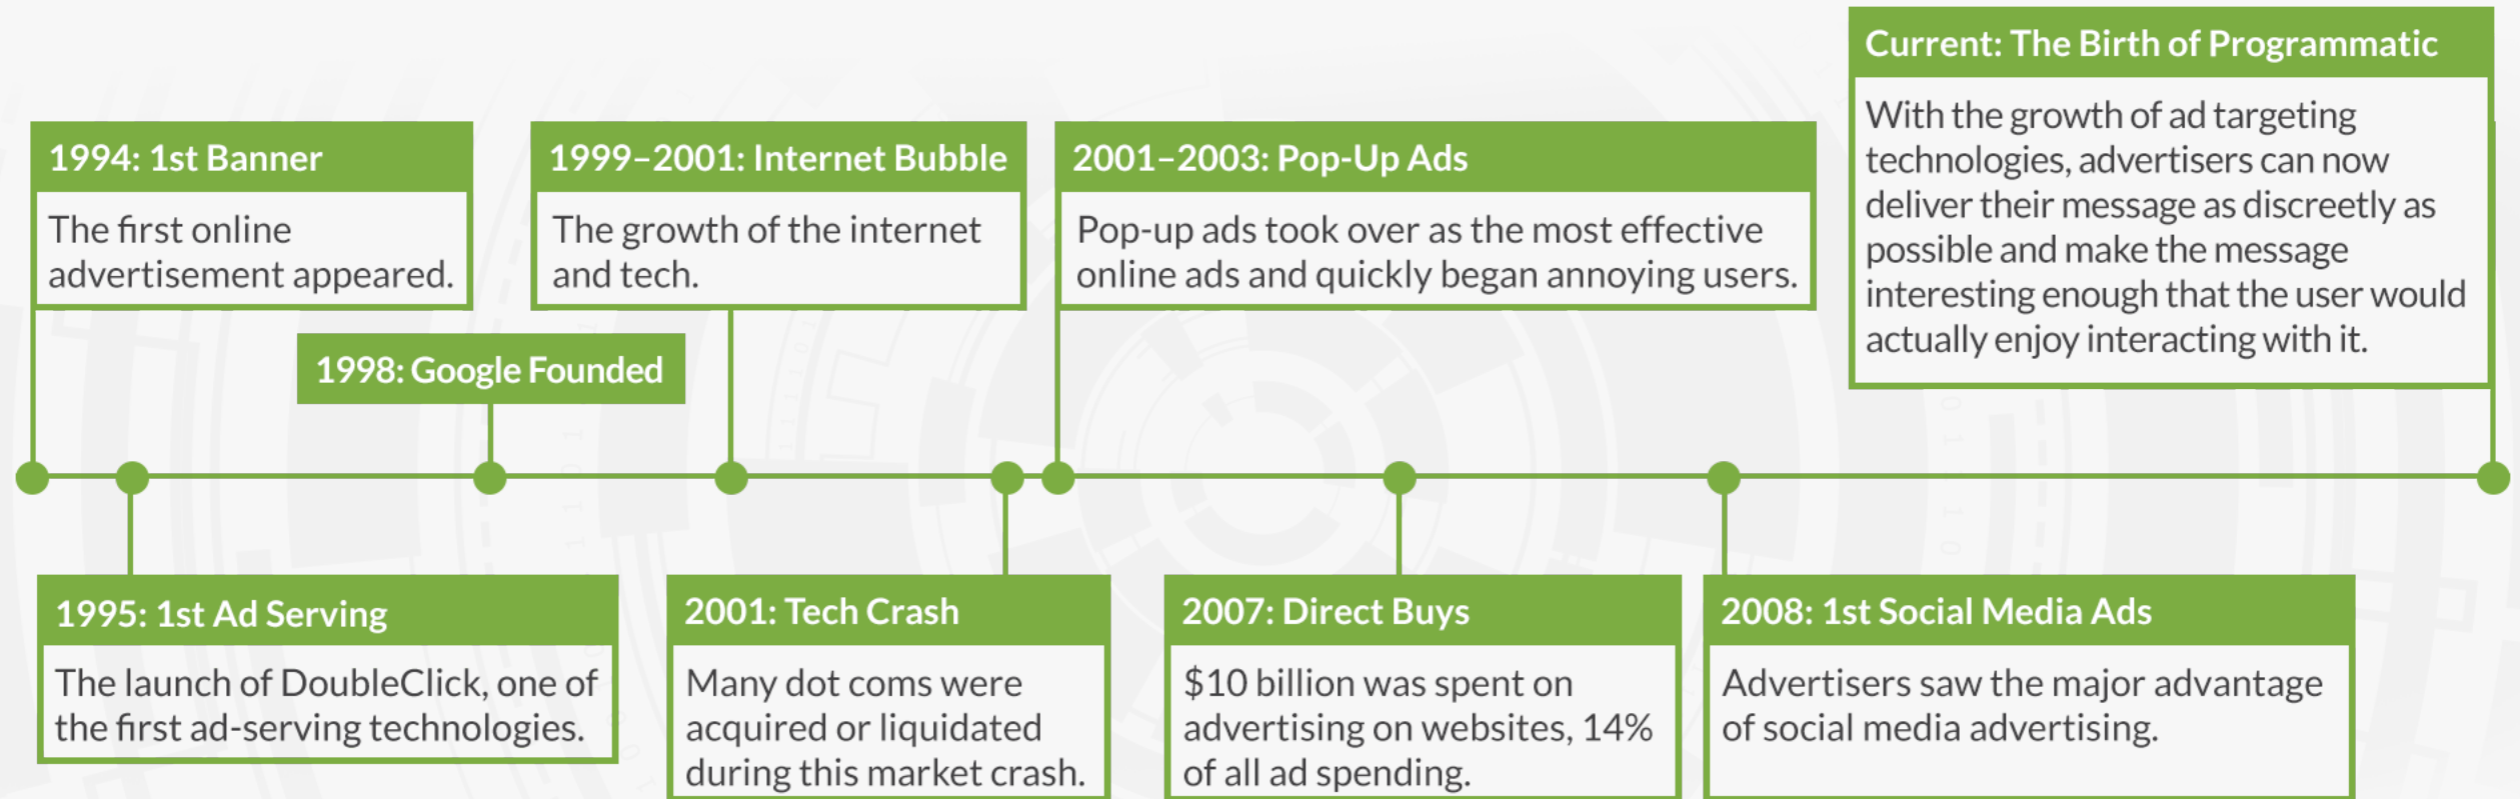 1994: 1st Banner
The first online
advertisement appeared.
1995: 1st Ad Serving
The launch of DoubleClick, one of
the first ad-serving technologies.
1998: Google Founded
1999–2001: Internet Bubble
The growth of the internet
and tech.
2001: Tech Crash
Many dot coms were
acquired or liquidated
during this market crash.
2001–2003: Pop-Up Ads
Pop-up ads took over as the most effective
online ads and quickly began annoying users.
2007: Direct Buys
$10 billion was spent on
advertising on websites, 14%
of all ad spending.
2008: 1st Social Media Ads
Advertisers saw the major advantage
of social media advertising.
Current: The Birth of Programmatic
With the growth of ad targeting
technologies, advertisers can now
deliver their message as discreetly as
possible and make the message
interesting enough that the user would
actually enjoy interacting with it.